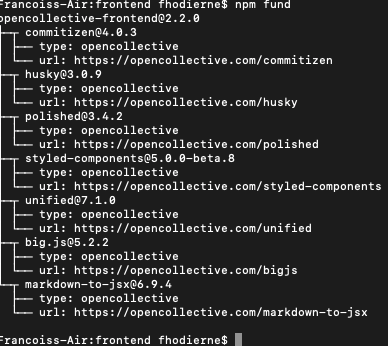 Francoiss-Air:frontend fhodierne$ npm fund
opencollective-frontend@2.2.0
├─┬ commitizen@4.0.3
│ ├── type: opencollective
│ └── url: https://opencollective.com/commitizen
├─┬ husky@3.0.9
│ ├── type: opencollective
│ └── url: https://opencollective.com/husky
├─┬ polished@3.4.2
│ ├── type: opencollective
│ └── url: https://opencollective.com/polished
├─┬ styled-components@5.0.0-beta.8
│ ├── type: opencollective
│ └── url: https://opencollective.com/styled-components
├─┬ unified@7.1.0
│ ├── type: opencollective
│ └── url: https://opencollective.com/unified
├─┬ big.js@5.2.2
│ ├── type: opencollective
│ └── url: https://opencollective.com/bigjs
└─┬ markdown-to-jsx@6.9.4
  ├── type: opencollective
  └── url: https://opencollective.com/markdown-to-jsx
Francoiss-Air:frontend fhodierne$